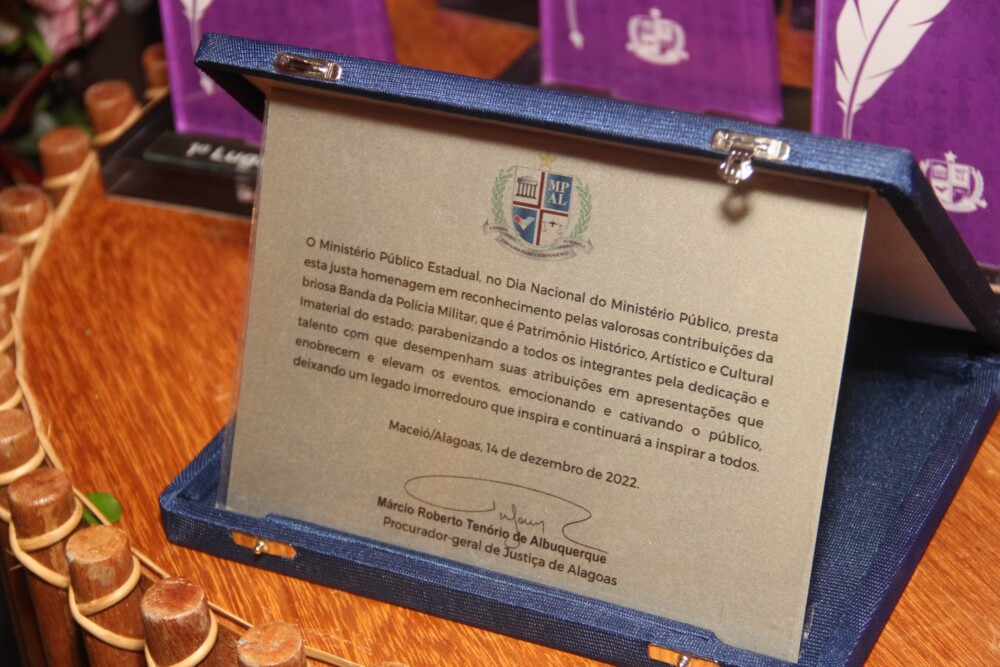 1º Luga
MP
AL
O Ministério Público Estadual, no Dia Nacional do Ministério Público, presta
esta justa homenagem em reconhecimento pelas valorosas contribuições da
briosa Banda da Polícia Militar, que é Patrimônio Histórico, Artístico e Cultural
Imaterial do estado; parabenizando a todos os integrantes pela dedicação e
talento com que desempenham suas atribuições em apresentações que
enobrecem e elevam os eventos, emocionando e cativando o público,
deixando um legado imorredouro que inspira e continuará a inspirar a todos.
Maceió/Alagoas, 14 de dezembro de 2022.
Márcio Roberto Tenório de Albuquerque
Procurador-geral de Justiça de Alagoas